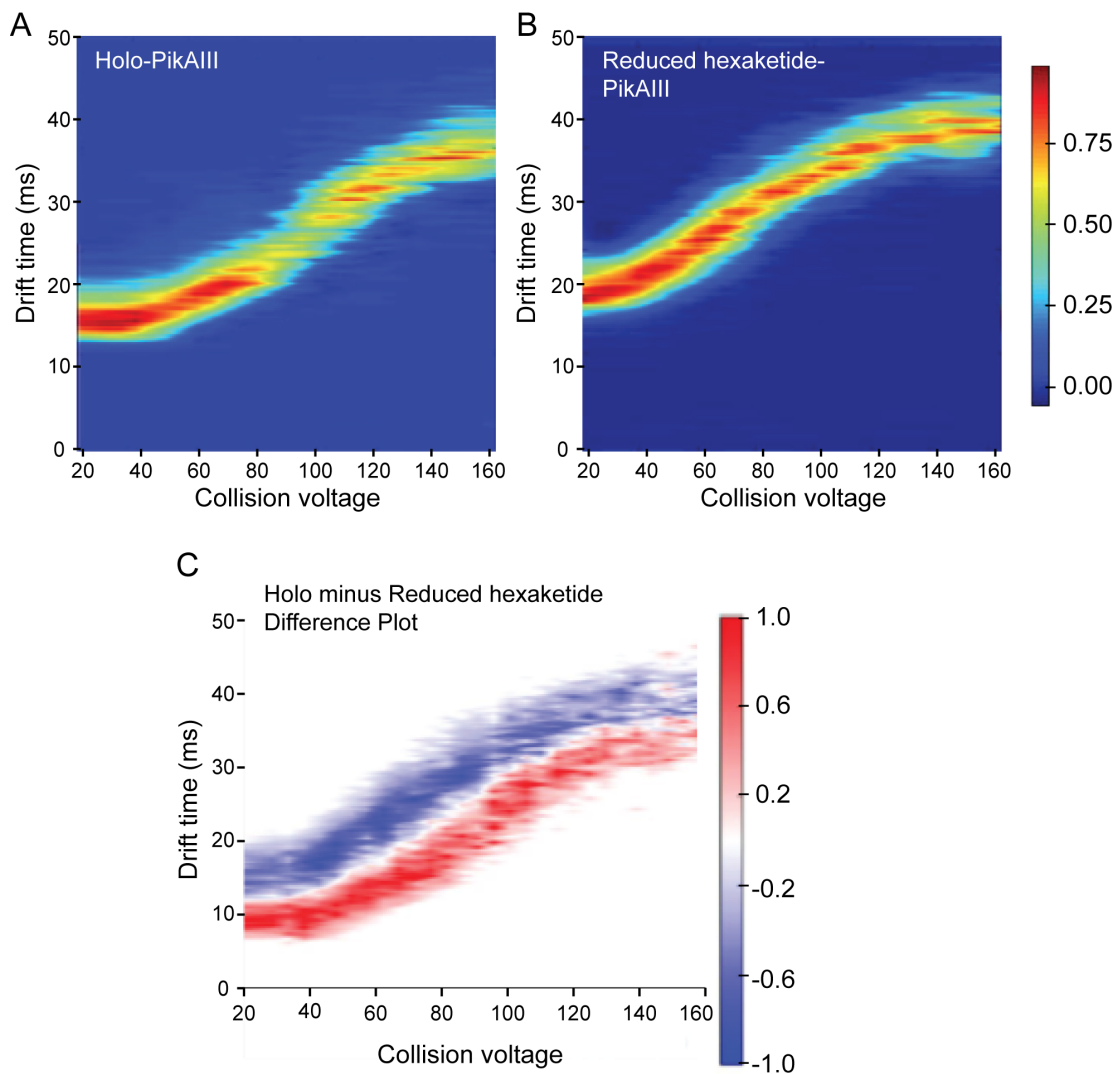 A
50
40
30
20
10
0
Drift time (ms)
Holo-PikAIII
20 40 60 80 100 120 140 160
Collision voltage
B
50
40
30
20
10
0
Drift time (ms)
Reduced hexaketide-
PikAIII
20 40 60 80 100 120 140 160
Collision voltage
0.75
0.50
0.25
0.00
C
Holo minus Reduced hexaketide
Difference Plot
50
40
30
20
10
0
Drift time (ms)
20 40 60 80 100 120 140 160
Collision voltage
1.0
0.6
0.2
-0.2
-0.6
-1.0